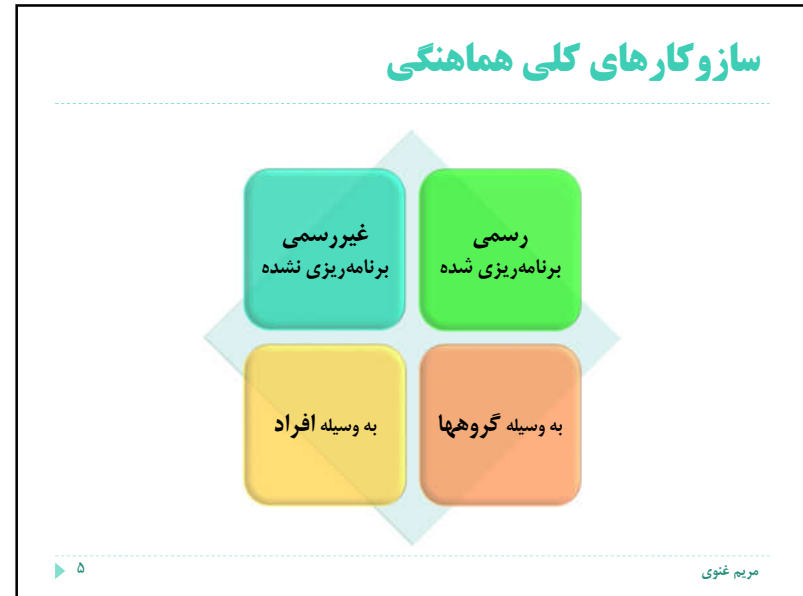 سازوکارهای کلی هماهنگی
رسمی
برنامه‌ریزی شده
غیررسمی
برنامه‌ریزی نشده
به وسیله گروهها
به وسیله افراد
مریم غنوی
۵